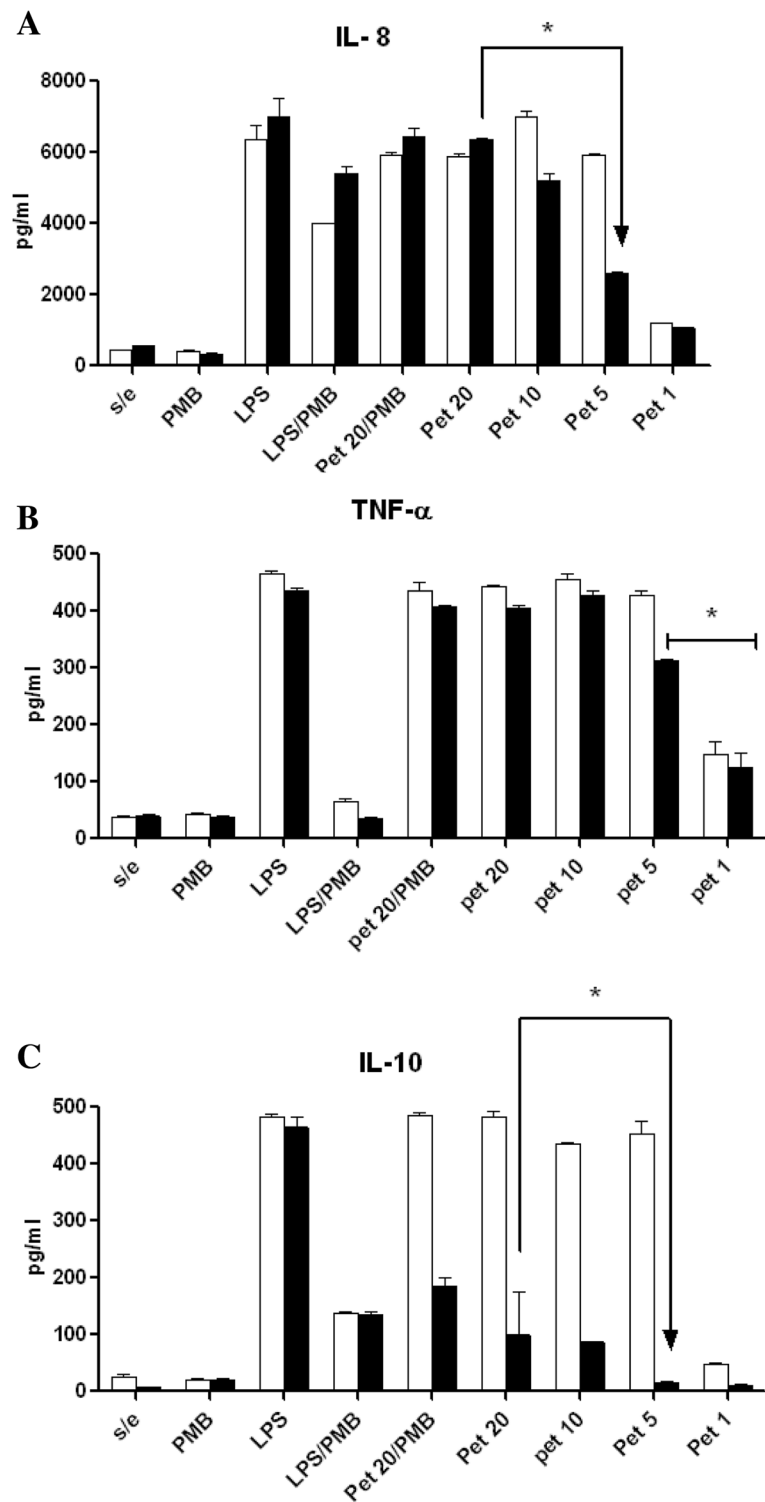 A
IL- 8
*
8000
6000
4000
2000
0
pg/ml
s/e
PMB
LPS
LPS/PMB
Pet 20/PMB
Pet 20
Pet 10
Pet 5
Pet 1
B
TNF-α
500
400
300
200
100
0
pg/ml
*
s/e
PMB
LPS
LPS/PMB
pet 20/PMB
pet 20
pet 10
pet 5
pet 1
C
IL-10
*
500
400
300
200
100
0
pg/ml
s/e
PMB
LPS
LPS/PMB
Pet 20/PMB
Pet 20
pet 10
Pet 5
Pet 1